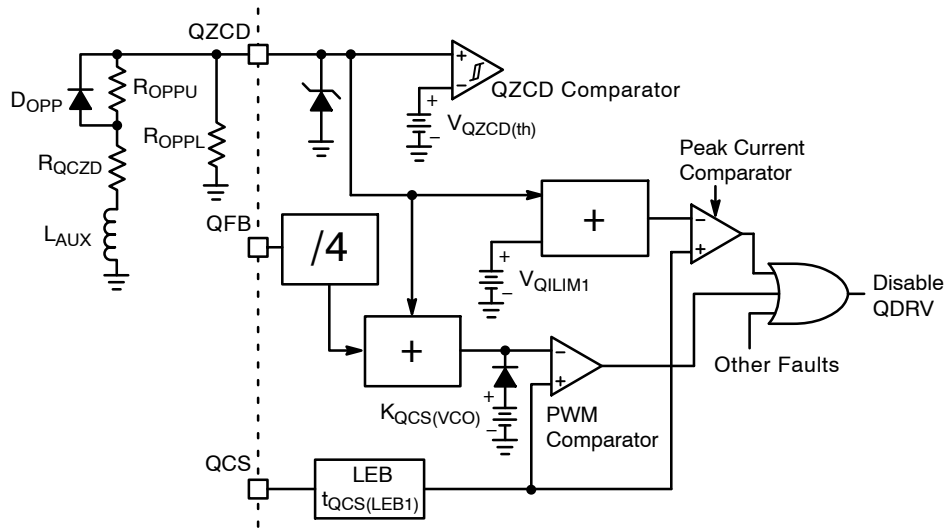 QZCD
DOPP
ROPPU
ROPPL
RQCZD
LAUX
+
−
QZCD Comparator
+
−
VQZCD(th)
Peak Current
Comparator
QFB
/4
+
+
−
VQILIM1
−
+
Disable
QDRV
Other Faults
+
−
+
+
−
KQCS(VCO)
PWM
Comparator
QCS
LEB
tQCS(LEB1)